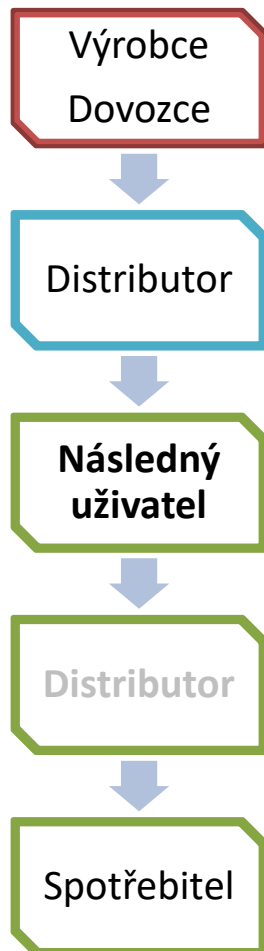 Výrobce
Dovozce
Distributor
Následný
uživatel
Distributor
Spotřebitel